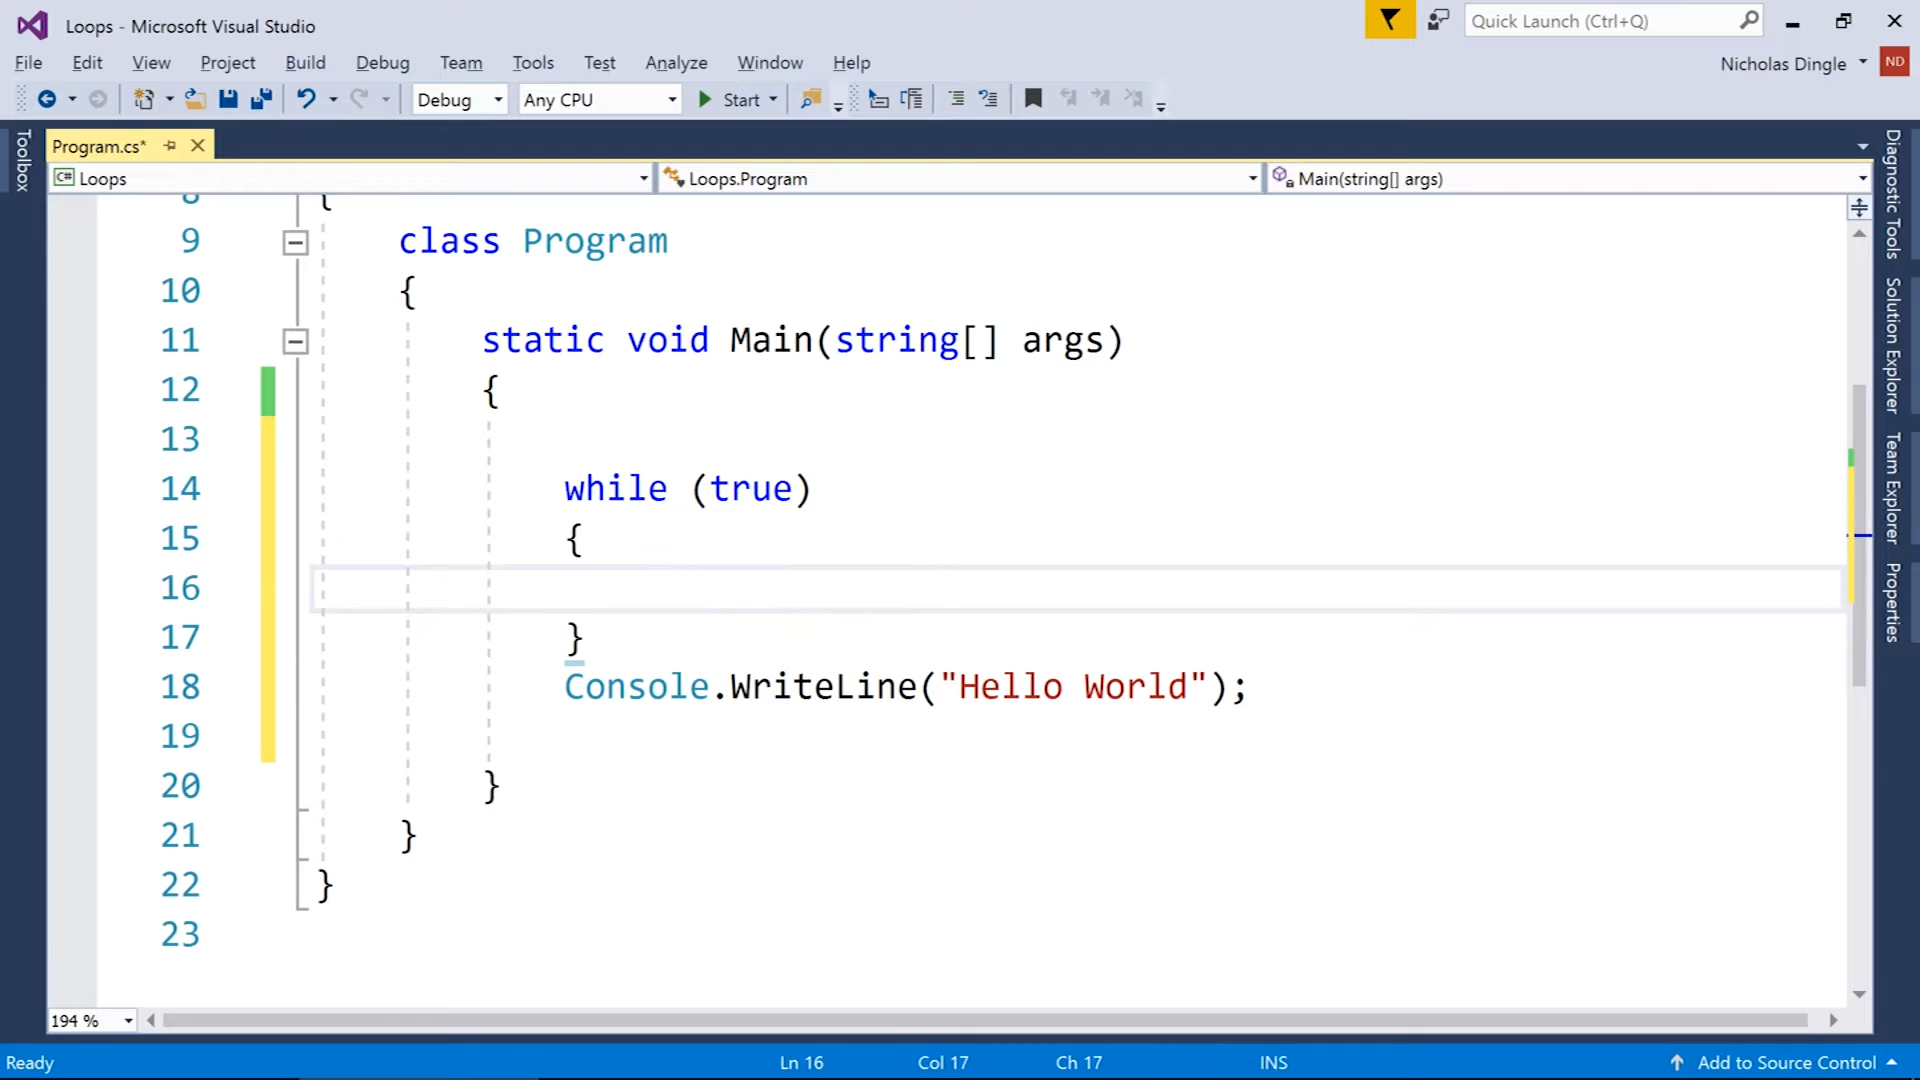 Loops - Microsoft Visual Studio
Quick Launch (Ctrl+Q)
File Edit View Project Build Debug Team Tools Test Analyze Window Help
Nicholas Dingle ND
Debug Any CPU Start
Toolbox
Program.cs*
C# Loops Loops.Program Main(string[] args)
8 {
9 class Program
10 {
11 static void Main(string[] args)
12 {
13
14 while (true)
15 {
16
17 }
18 Console.WriteLine("Hello World");
19
20 }
21 }
22 }
23
Diagnostic Tools
Solution Explorer
Team Explorer
Properties
194 %
Ready Ln 16 Col 17 Ch 17 INS Add to Source Control